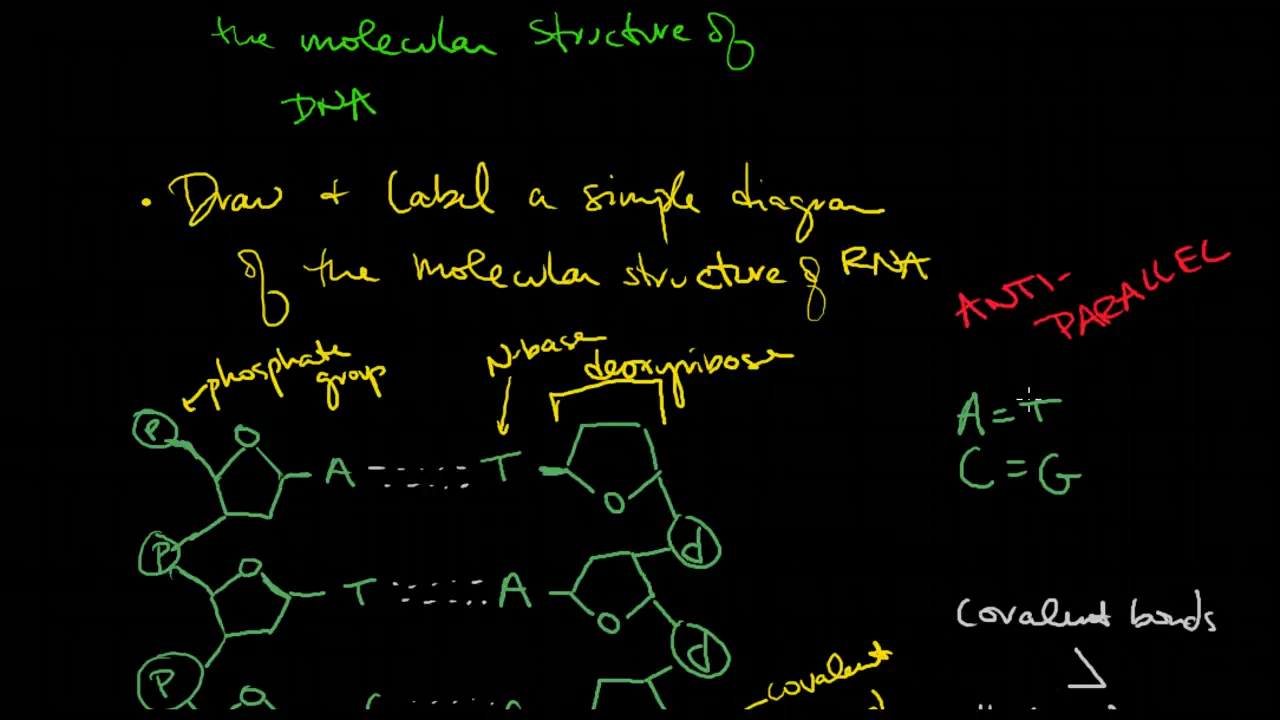 the molecular structure of
DNA
• Draw + Label a simple diagram
of the molecular structure of RNA
ANTI-
PARALLEL
phosphate
group
N-base
deoxyribose
P
O
A
T
O
A = T
C = G
P
d
O
T
A
O
covalent bonds
P
d
O
covalent